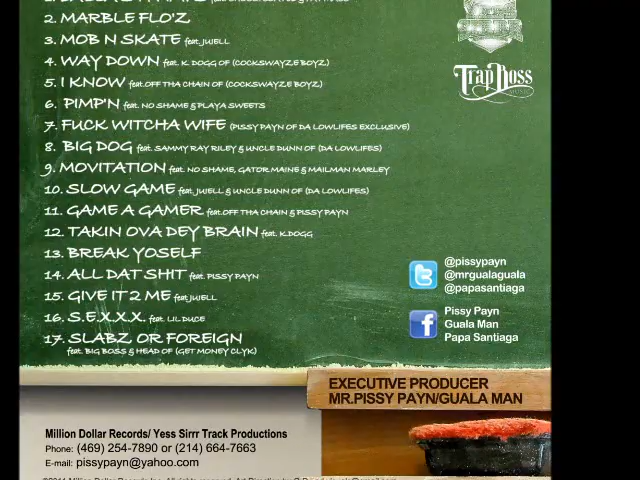 2. MARBLE FLO'Z
3. MOB N SKATE feat. JWELL
4. WAY DOWN feat. K. DOGG OF (COCKSWAYZE BOYZ)
5. I KNOW feat.OFF THA CHAIN OF (COCKSWAYZE BOYZ)
6. PIMP'N feat. NO SHAME & PLAYA SWEETS
7. FUCK WITCHA WIFE (PISSY PAYN OF DA LOWLIFES EXCLUSIVE)
8. BIG DOG feat. SAMMY RAY RILEY & UNCLE DUNN OF (DA LOWLIFES)
9. MOVITATION feat. NO SHAME, GATOR MAINE & MAILMAN MARLEY
10. SLOW GAME feat. JWELL & UNCLE DUNN OF (DA LOWLIFES)
11. GAME A GAMER feat.OFF THA CHAIN & PISSY PAYN
12. TAKIN OVA DEY BRAIN feat. K.DOGG
13. BREAK YOSELF
14. ALL DAT SHIT feat. PISSY PAYN
15. GIVE IT 2 ME feat.JWELL
16. S.E.X.X.X. feat. LIL DUCE
17. SLABZ OR FOREIGN
feat. BIG BOSS & HEAD OF (GET MONEY CLYK)
Trap Boss
MUSIC
@pissypayn
@mrgualaguala
@papasantiaga
Pissy Payn
Guala Man
Papa Santiaga
EXECUTIVE PRODUCER
MR.PISSY PAYN/GUALA MAN
Million Dollar Records/ Yess Sirrr Track Productions
Phone: (469) 254-7890 or (214) 664-7663
E-mail: pissypayn@yahoo.com